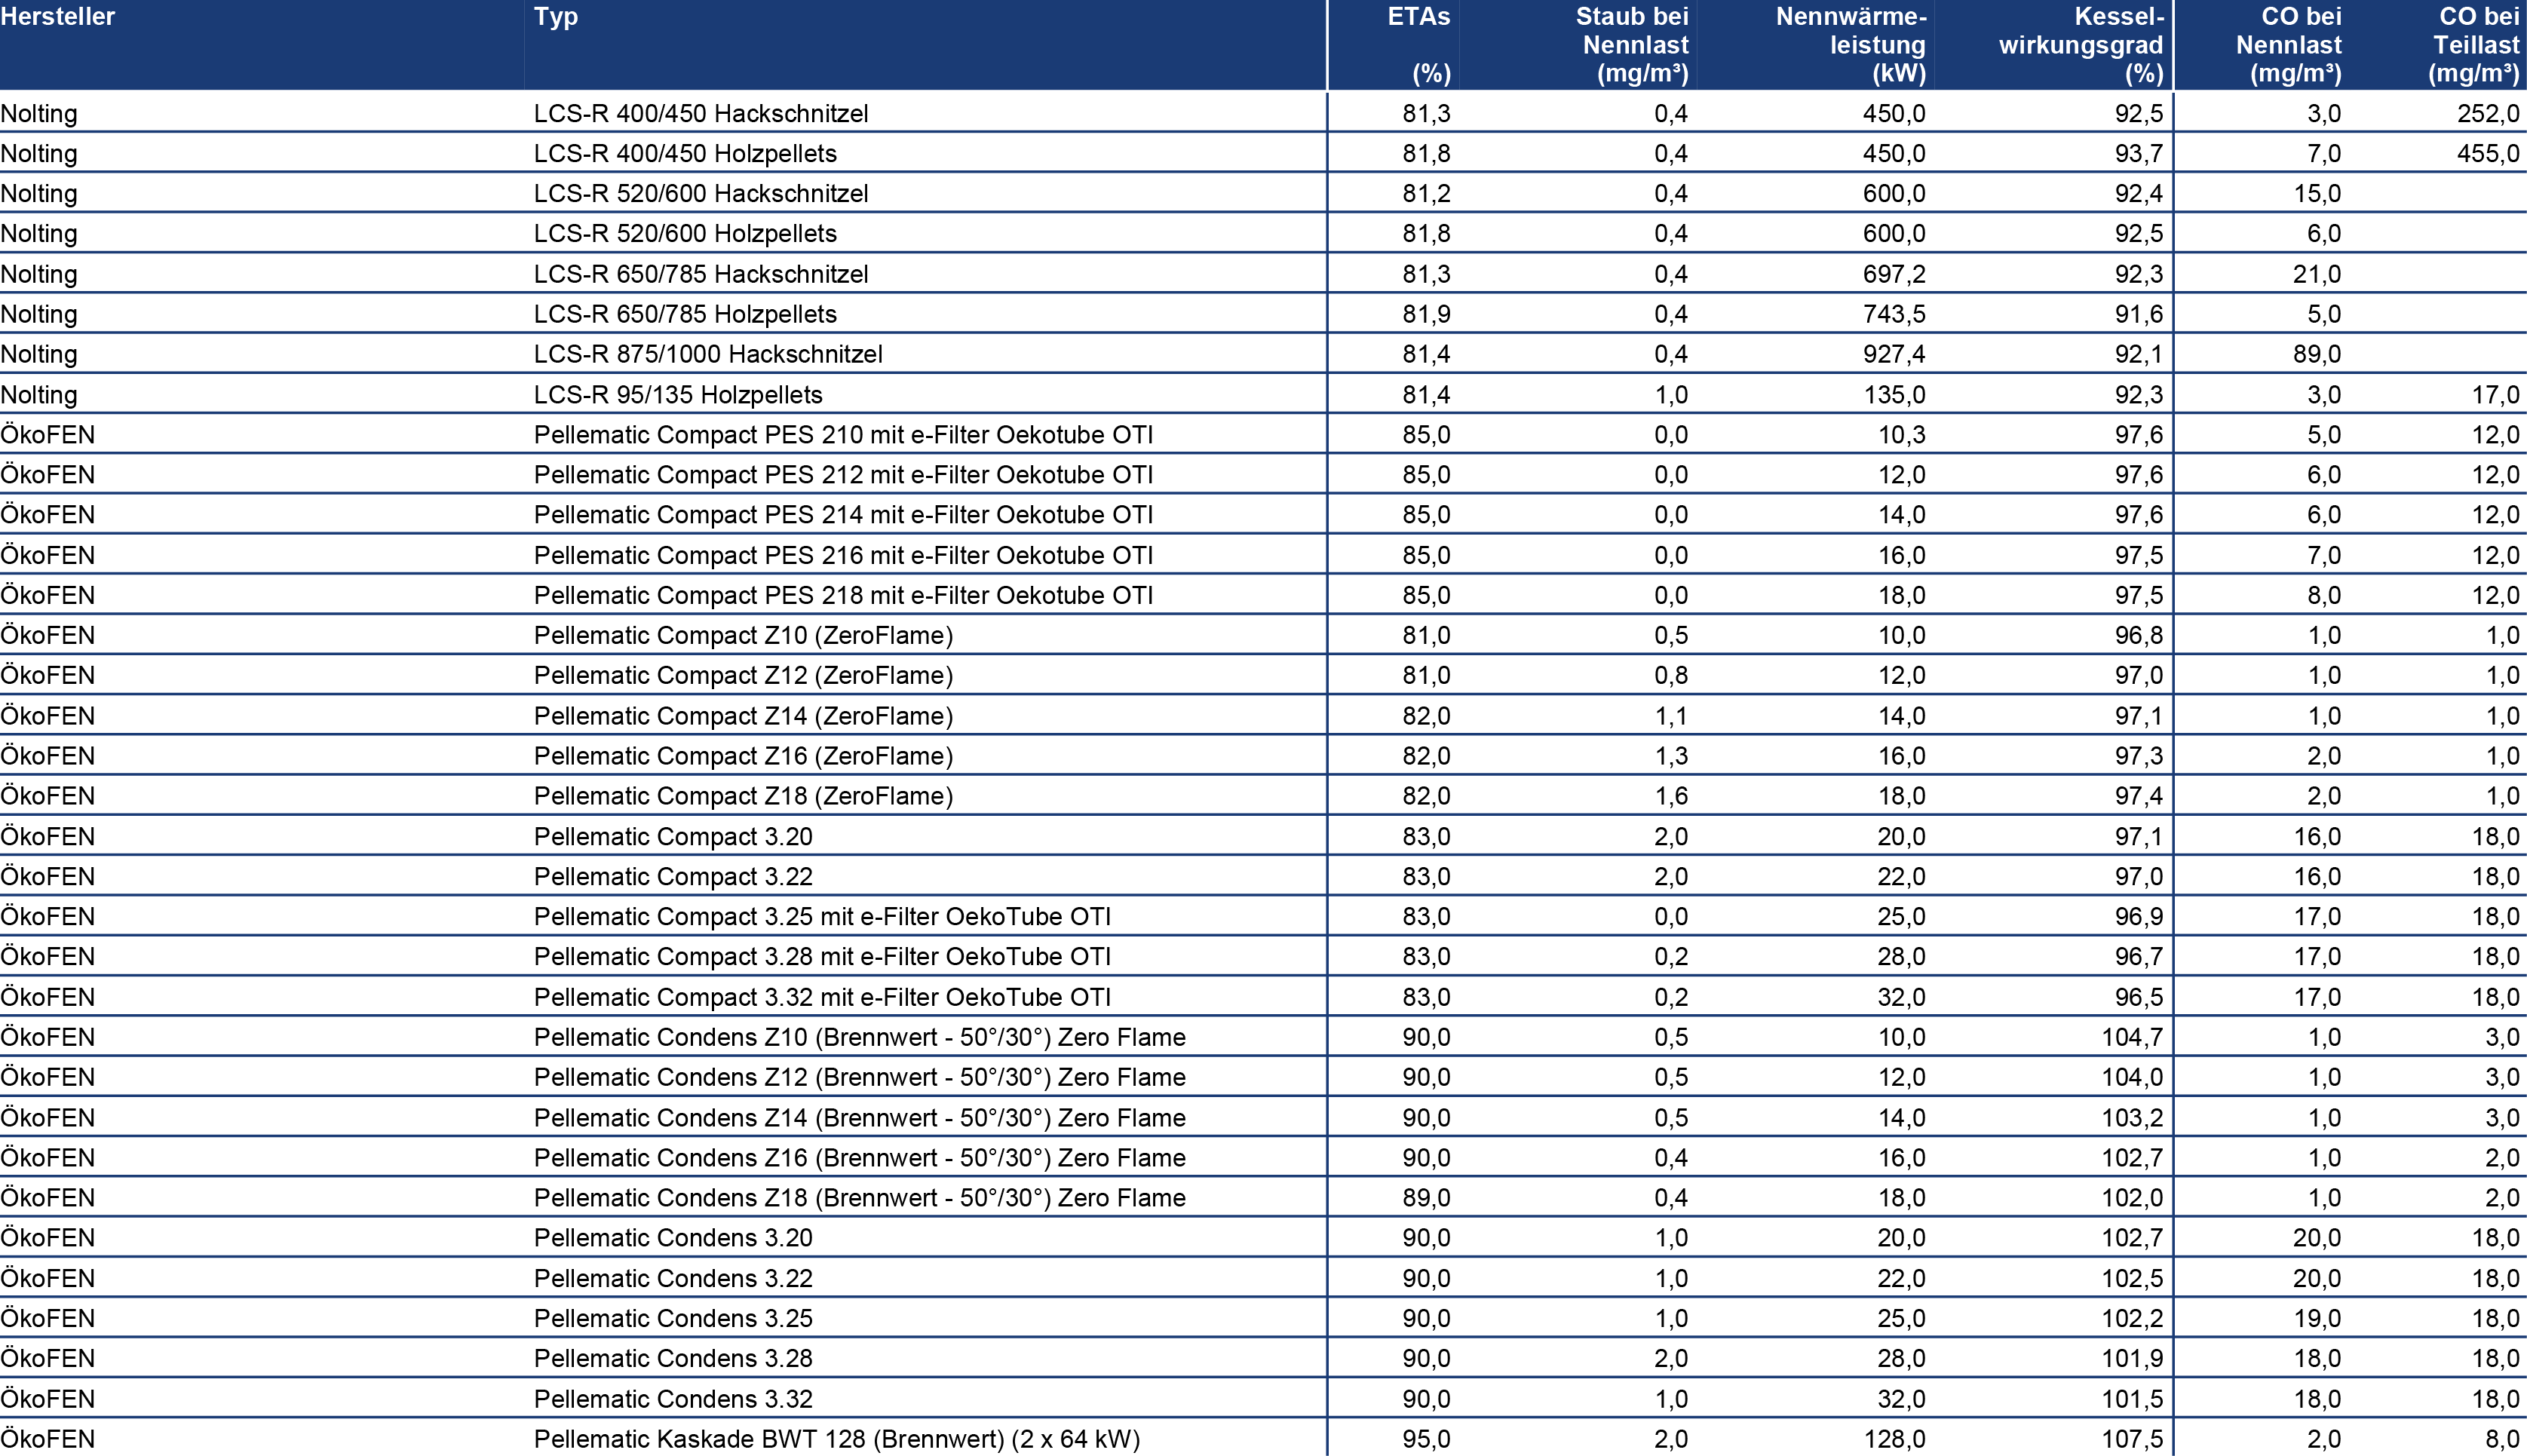 Hersteller Typ ETAs (%) Staub bei Nennlast (mg/m³) Nennwärme-leistung (kW) Kessel-wirkungsgrad (%) CO bei Nennlast (mg/m³) CO bei Teillast (mg/m³)
Nolting LCS-R 400/450 Hackschnitzel 81,3 0,4 450,0 92,5 3,0 252,0
Nolting LCS-R 400/450 Holzpellets 81,8 0,4 450,0 93,7 7,0 455,0
Nolting LCS-R 520/600 Hackschnitzel 81,2 0,4 600,0 92,4 15,0
Nolting LCS-R 520/600 Holzpellets 81,8 0,4 600,0 92,5 6,0
Nolting LCS-R 650/785 Hackschnitzel 81,3 0,4 697,2 92,3 21,0
Nolting LCS-R 650/785 Holzpellets 81,9 0,4 743,5 91,6 5,0
Nolting LCS-R 875/1000 Hackschnitzel 81,4 0,4 927,4 92,1 89,0
Nolting LCS-R 95/135 Holzpellets 81,4 1,0 135,0 92,3 3,0 17,0
ÖkoFEN Pellematic Compact PES 210 mit e-Filter Oekotube OTI 85,0 0,0 10,3 97,6 5,0 12,0
ÖkoFEN Pellematic Compact PES 212 mit e-Filter Oekotube OTI 85,0 0,0 12,0 97,6 6,0 12,0
ÖkoFEN Pellematic Compact PES 214 mit e-Filter Oekotube OTI 85,0 0,0 14,0 97,6 6,0 12,0
ÖkoFEN Pellematic Compact PES 216 mit e-Filter Oekotube OTI 85,0 0,0 16,0 97,5 7,0 12,0
ÖkoFEN Pellematic Compact PES 218 mit e-Filter Oekotube OTI 85,0 0,0 18,0 97,5 8,0 12,0
ÖkoFEN Pellematic Compact Z10 (ZeroFlame) 81,0 0,5 10,0 96,8 1,0 1,0
ÖkoFEN Pellematic Compact Z12 (ZeroFlame) 81,0 0,8 12,0 97,0 1,0 1,0
ÖkoFEN Pellematic Compact Z14 (ZeroFlame) 82,0 1,1 14,0 97,1 1,0 1,0
ÖkoFEN Pellematic Compact Z16 (ZeroFlame) 82,0 1,3 16,0 97,3 2,0 1,0
ÖkoFEN Pellematic Compact Z18 (ZeroFlame) 82,0 1,6 18,0 97,4 2,0 1,0
ÖkoFEN Pellematic Compact 3.20 83,0 2,0 20,0 97,1 16,0 18,0
ÖkoFEN Pellematic Compact 3.22 83,0 2,0 22,0 97,0 16,0 18,0
ÖkoFEN Pellematic Compact 3.25 mit e-Filter OekoTube OTI 83,0 0,0 25,0 96,9 17,0 18,0
ÖkoFEN Pellematic Compact 3.28 mit e-Filter OekoTube OTI 83,0 0,2 28,0 96,7 17,0 18,0
ÖkoFEN Pellematic Compact 3.32 mit e-Filter OekoTube OTI 83,0 0,2 32,0 96,5 17,0 18,0
ÖkoFEN Pellematic Condens Z10 (Brennwert - 50°/30°) Zero Flame 90,0 0,5 10,0 104,7 1,0 3,0
ÖkoFEN Pellematic Condens Z12 (Brennwert - 50°/30°) Zero Flame 90,0 0,5 12,0 104,0 1,0 3,0
ÖkoFEN Pellematic Condens Z14 (Brennwert - 50°/30°) Zero Flame 90,0 0,5 14,0 103,2 1,0 3,0
ÖkoFEN Pellematic Condens Z16 (Brennwert - 50°/30°) Zero Flame 90,0 0,4 16,0 102,7 1,0 2,0
ÖkoFEN Pellematic Condens Z18 (Brennwert - 50°/30°) Zero Flame 89,0 0,4 18,0 102,0 1,0 2,0
ÖkoFEN Pellematic Condens 3.20 90,0 1,0 20,0 102,7 20,0 18,0
ÖkoFEN Pellematic Condens 3.22 90,0 1,0 22,0 102,5 20,0 18,0
ÖkoFEN Pellematic Condens 3.25 90,0 1,0 25,0 102,2 19,0 18,0
ÖkoFEN Pellematic Condens 3.28 90,0 2,0 28,0 101,9 18,0 18,0
ÖkoFEN Pellematic Condens 3.32 90,0 1,0 32,0 101,5 18,0 18,0
ÖkoFEN Pellematic Kaskade BWT 128 (Brennwert) (2 x 64 kW) 95,0 2,0 128,0 107,5 2,0 8,0